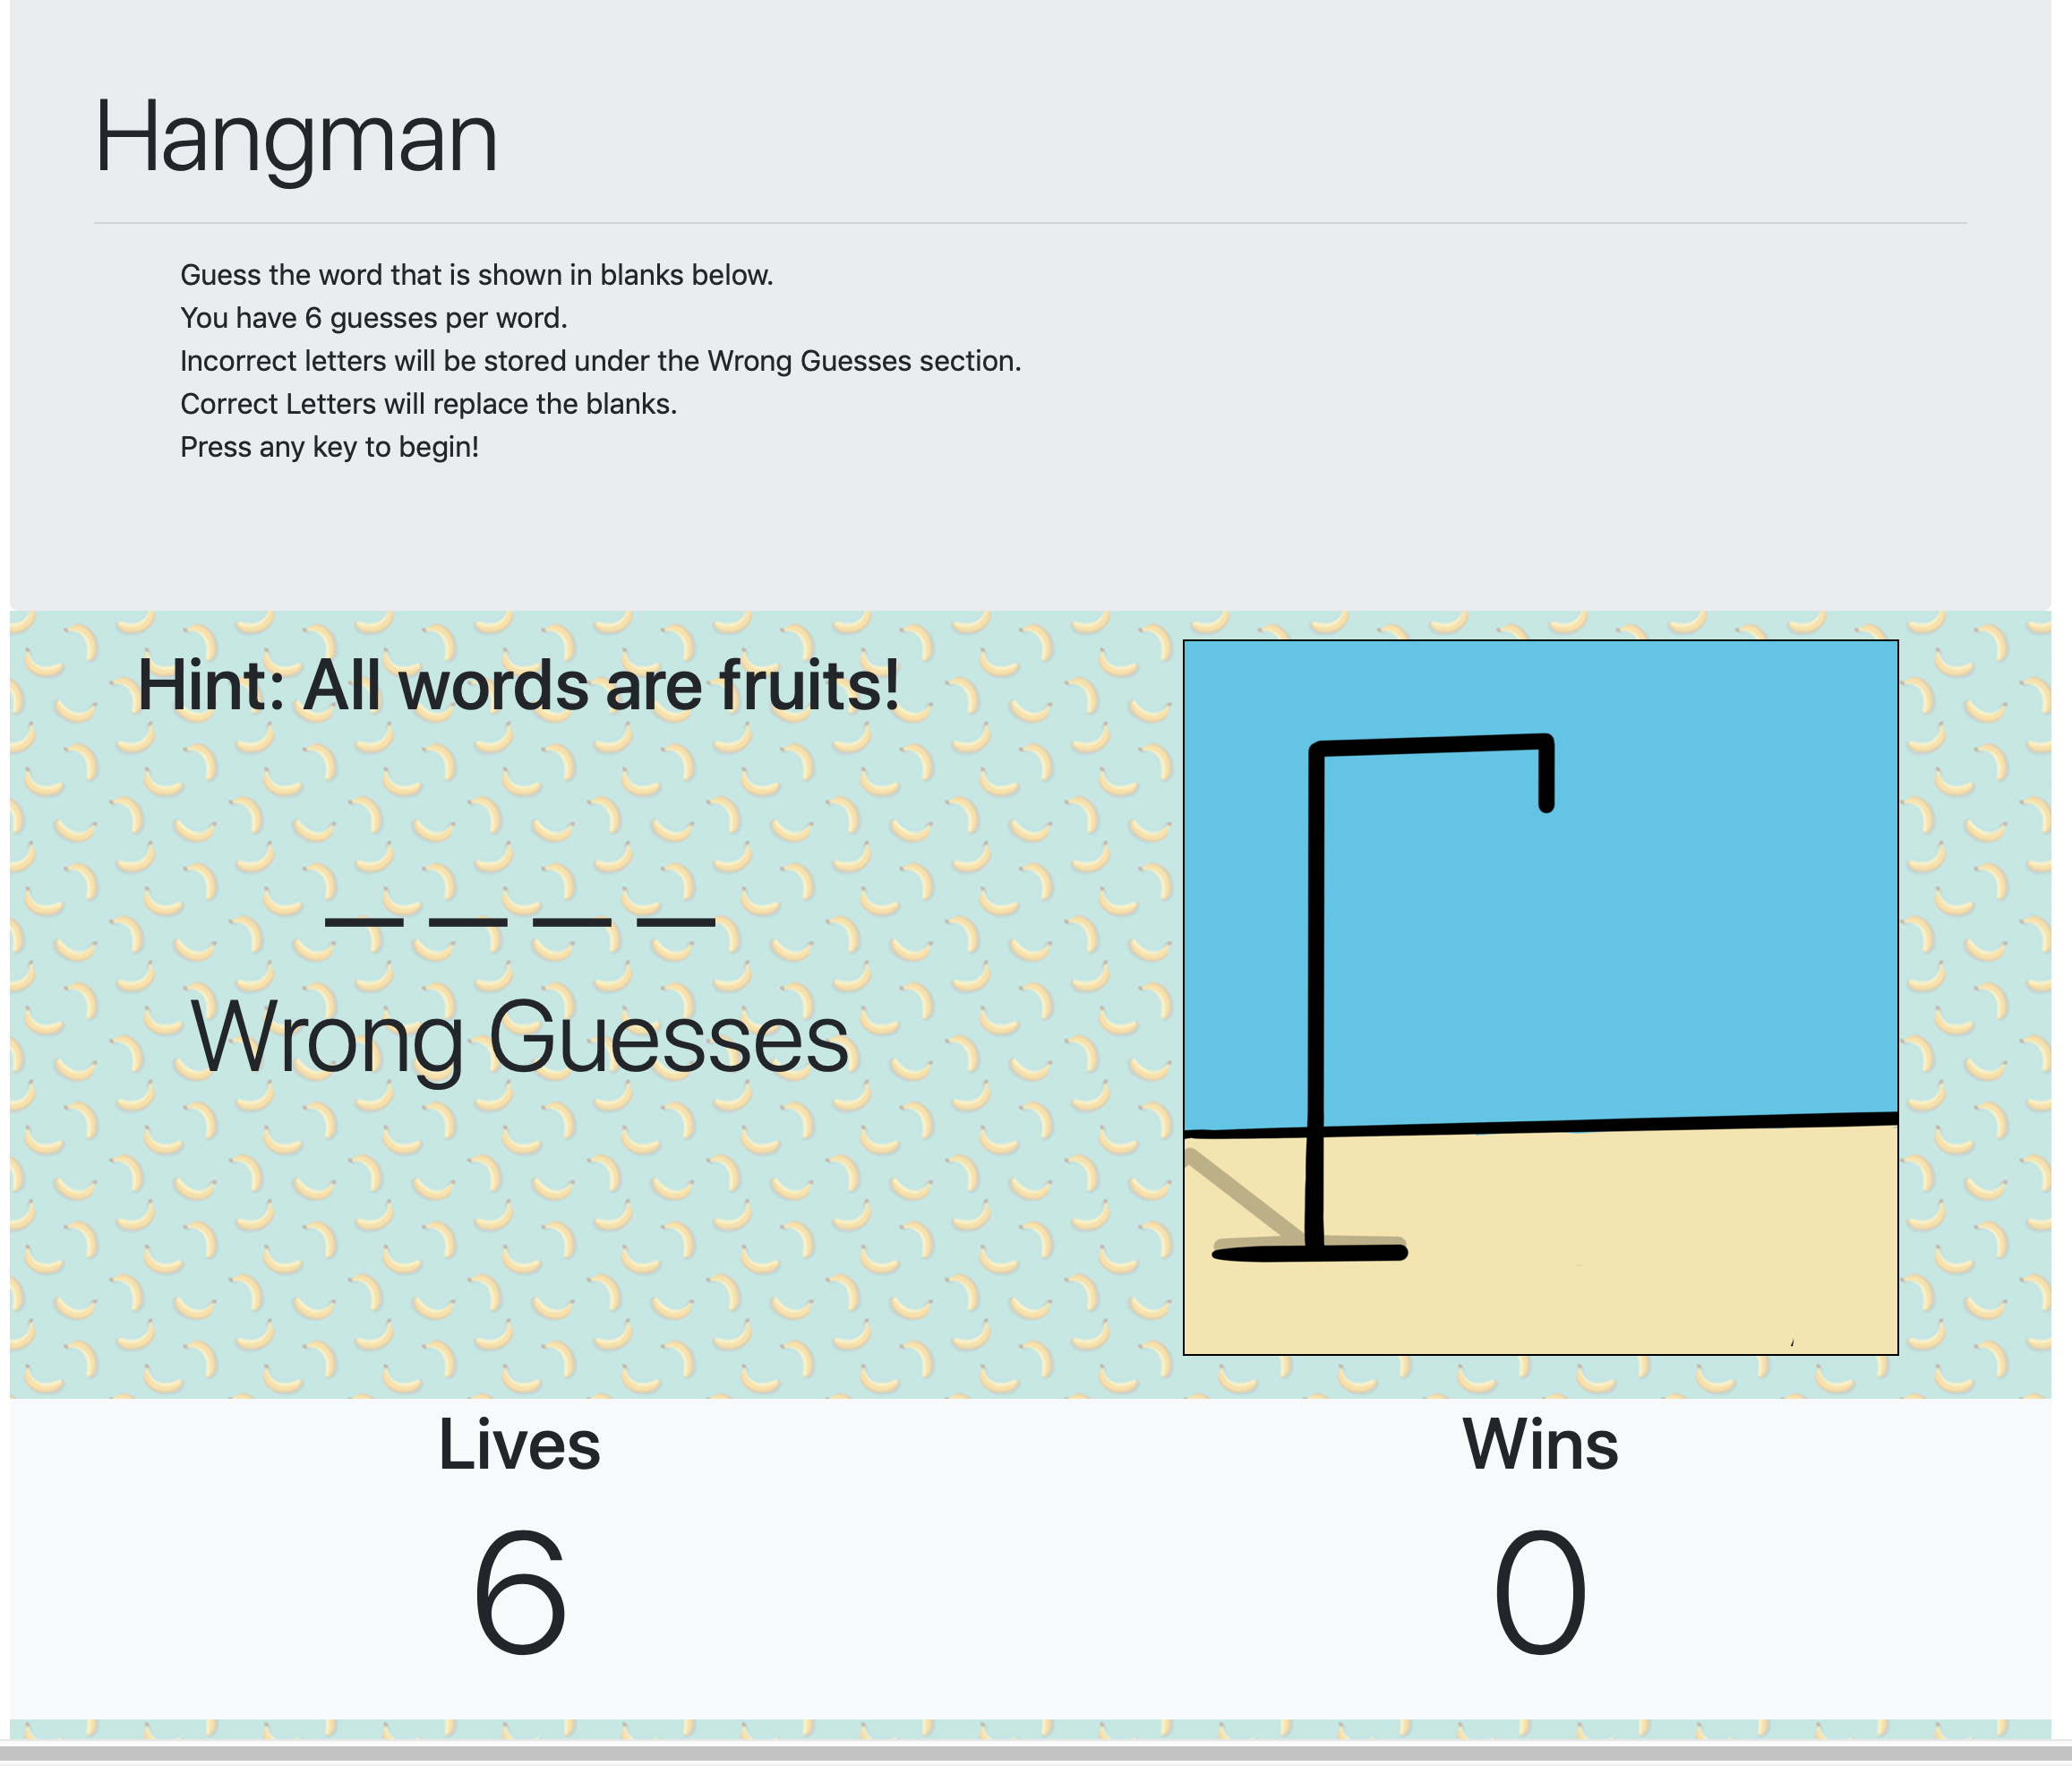 Hangman
Guess the word that is shown in blanks below.
You have 6 guesses per word.
Incorrect letters will be stored under the Wrong Guesses section.
Correct Letters will replace the blanks.
Press any key to begin!
Hint: All words are fruits!
_ _ _ _
Wrong Guesses
Lives
Wins
6
0